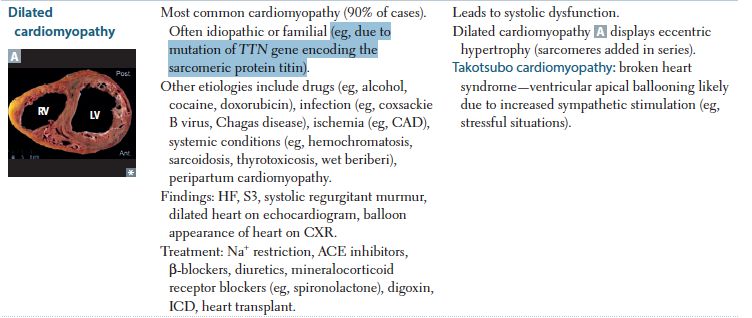 Dilated
cardiomyopathy
A
Post
RV
LV
Ant
Most common cardiomyopathy (90% of cases).
Often idiopathic or familial (eg, due to
mutation of TTN gene encoding the
sarcomeric protein titin).
Other etiologies include drugs (eg, alcohol,
cocaine, doxorubicin), infection (eg, coxsackie
B virus, Chagas disease), ischemia (eg, CAD),
systemic conditions (eg, hemochromatosis,
sarcoidosis, thyrotoxicosis, wet beriberi),
peripartum cardiomyopathy.
Findings: HF, S3, systolic regurgitant murmur,
dilated heart on echocardiogram, balloon
appearance of heart on CXR.
Treatment: Na⁺ restriction, ACE inhibitors,
β-blockers, diuretics, mineralocorticoid
receptor blockers (eg, spironolactone), digoxin,
ICD, heart transplant.
Leads to systolic dysfunction.
Dilated cardiomyopathy A displays eccentric
hypertrophy (sarcomeres added in series).
Takotsubo cardiomyopathy: broken heart
syndrome—ventricular apical ballooning likely
due to increased sympathetic stimulation (eg,
stressful situations).